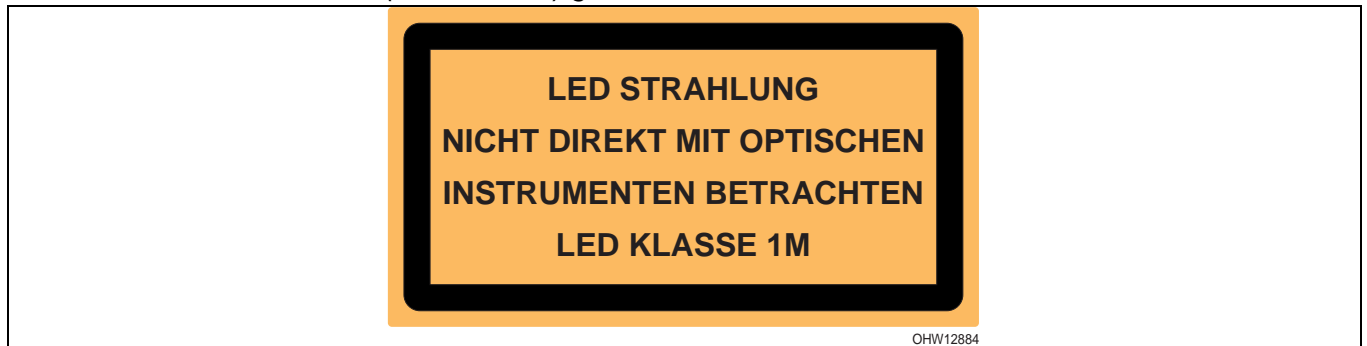 LED STRAHLUNG
NICHT DIREKT MIT OPTISCHEN
INSTRUMENTEN BETRACHTEN
LED KLASSE 1M
OHW12884